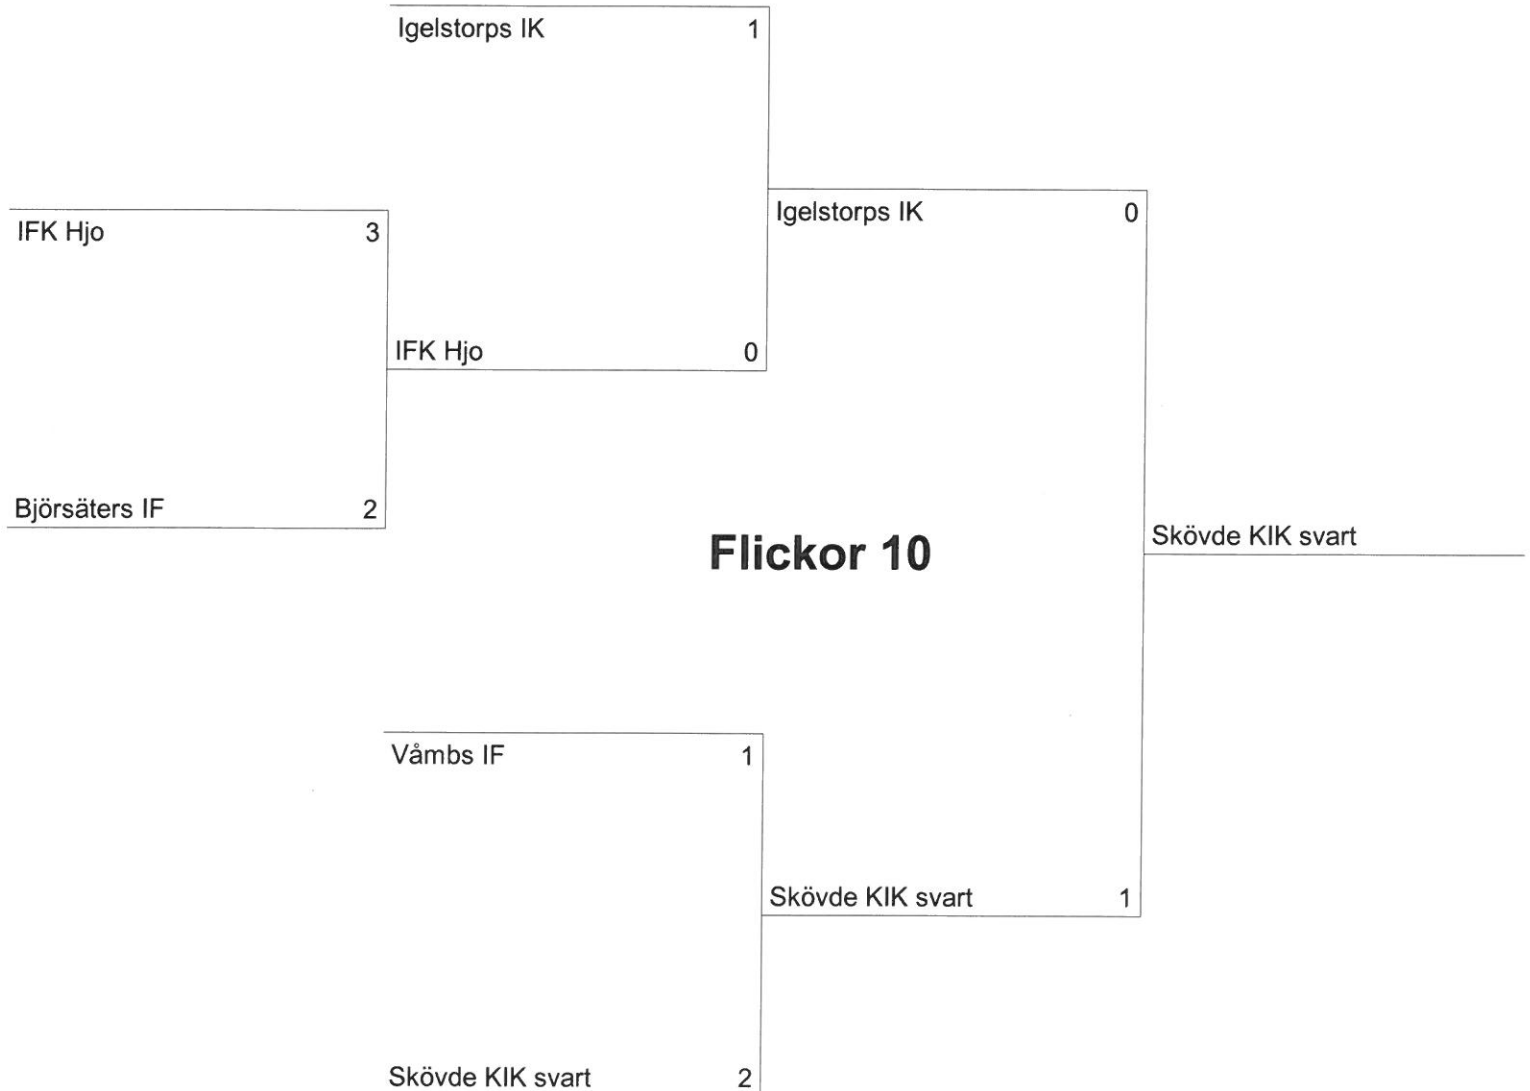 Igelstorps IK 1
Igelstorps IK 0
IFK Hjo 3
IFK Hjo 0
Björsäters IF 2
Skövde KIK svart
Flickor 10
Våmbs IF 1
Skövde KIK svart 1
Skövde KIK svart 2